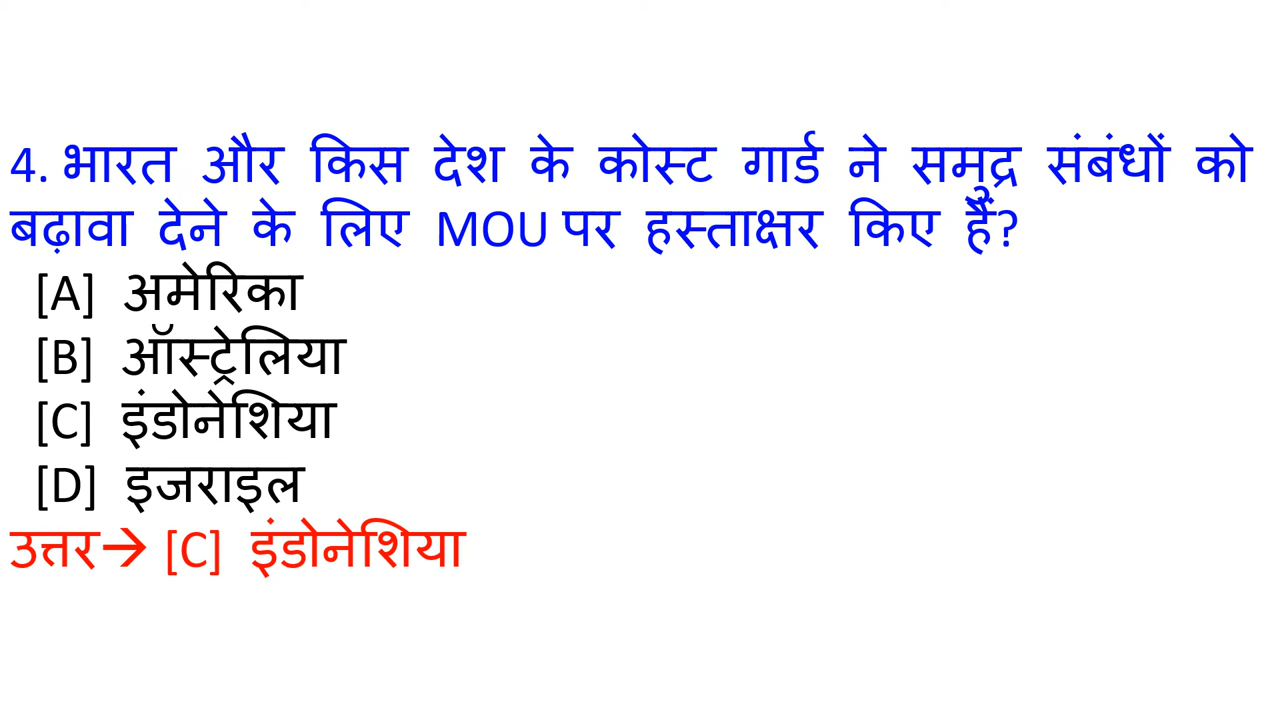 4. भारत और किस देश के कोस्ट गार्ड ने समुद्र संबंधों को
बढ़ावा देने के लिए MOU पर हस्ताक्षर किए हैं?
[A] अमेरिका
[B] ऑस्ट्रेलिया
[C] इंडोनेशिया
[D] इजराइल
उत्तर→ [C] इंडोनेशिया